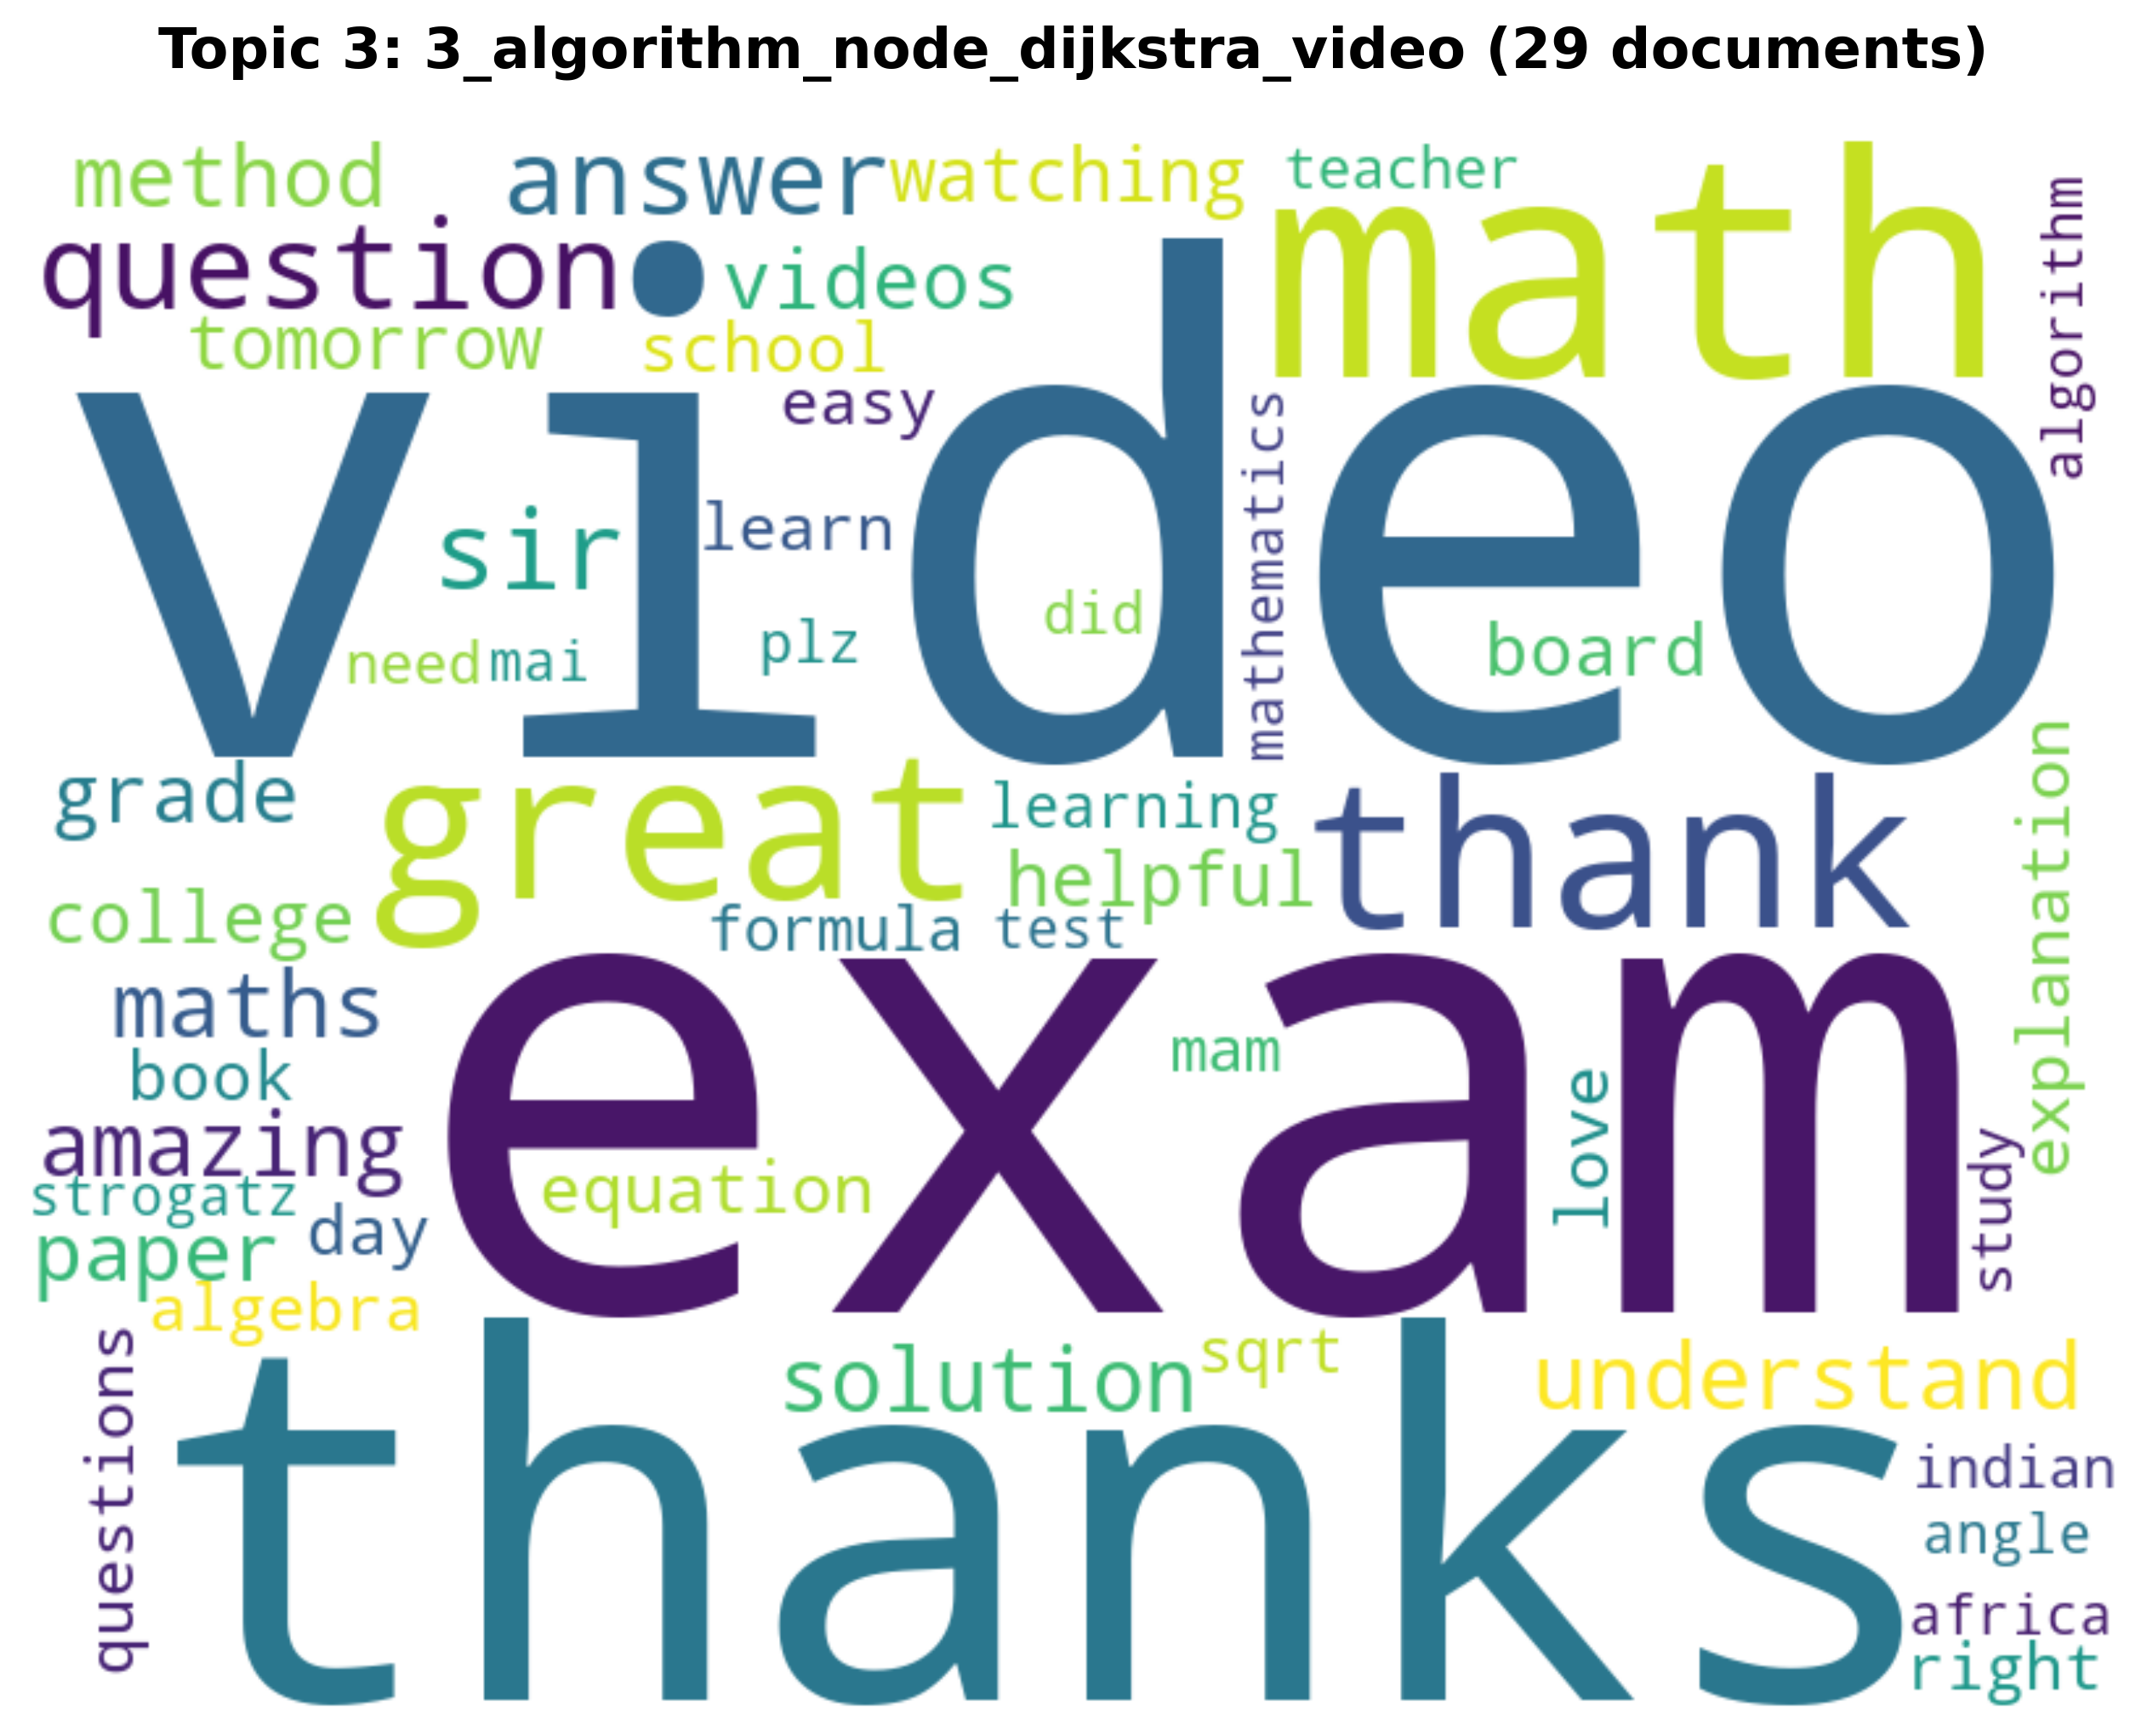 Topic 3: 3_algorithm_node_dijkstra_video (29 documents)
method
answer
watching
teacher
math
algorithm
question
videos
tomorrow
school
easy
video
mathematics
sir
learn
did
need
mai
plz
board
grade
great
learning
thank
helpful
explanation
college
formula
test
maths
exam
mam
book
love
amazing
study
strogatz
equation
day
paper
algebra
questions
thanks
solution
sqrt
understand
indian
angle
africa
right